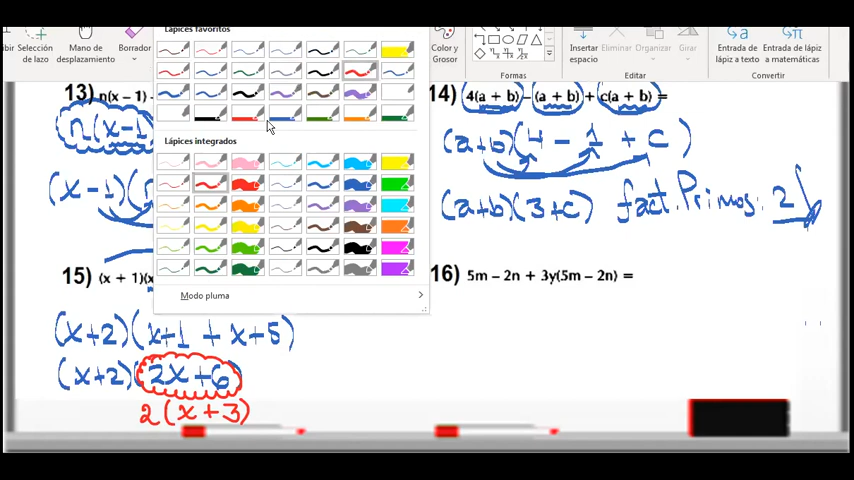 Lápices favoritos
Selección de lazo
Mano de desplazamiento
Borrador
Color y Grosor
Formas
Insertar espacio
Eliminar
Organizar
Girar
Editar
Entrada de lápiz a texto
Entrada de lápiz a matemáticas
Convertir
Lápices integrados
Modo pluma
13) n(x – 1)
n(x-1)
(x-1)(
14) 4(a + b) – (a + b) + c(a + b) =
(a+b)(4 - 1 + c)
(a+b)(3+c) fact. Primos: 2
15) (x + 1)(x
(x+2)(x+1 + x+5)
(x+2)(2x+6)
2(x+3)
16) 5m – 2n + 3y(5m – 2n) =